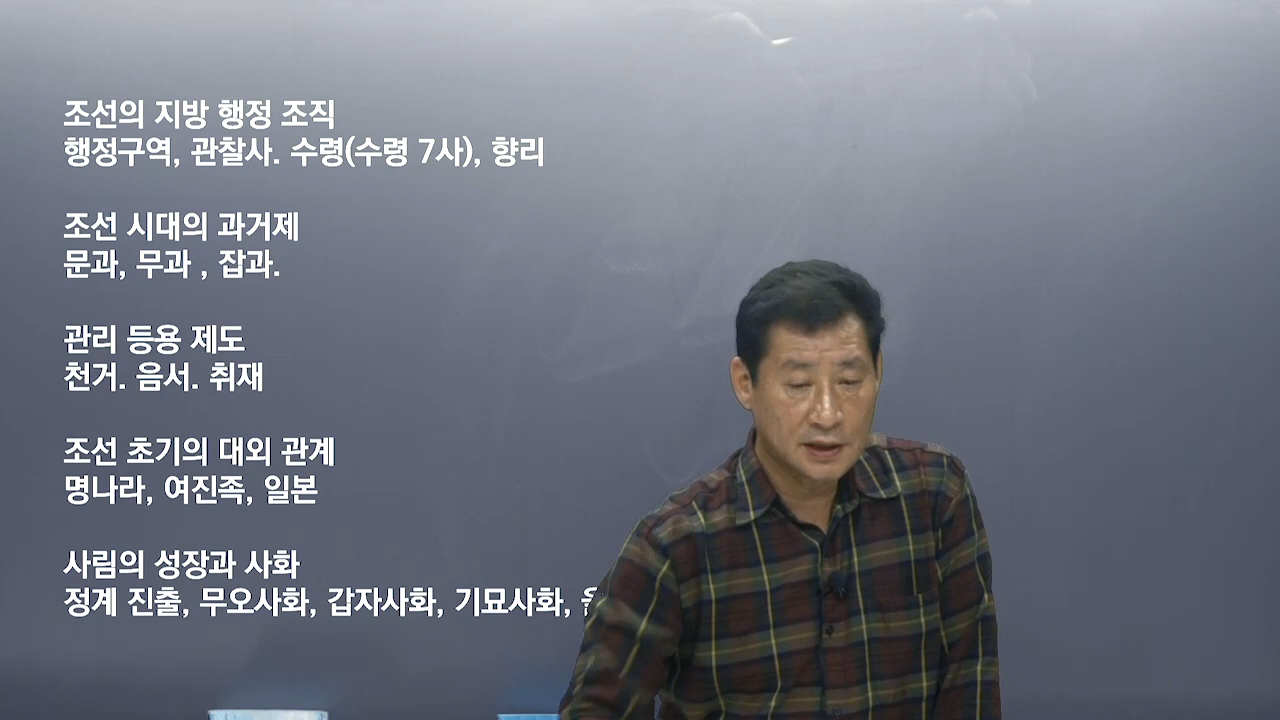 조선의 지방 행정 조직
행정구역, 관찰사. 수령(수령 7사), 향리
조선 시대의 과거제
문과, 무과 , 잡과.
관리 등용 제도
천거. 음서. 취재
조선 초기의 대외 관계
명나라, 여진족, 일본
사림의 성장과 사화
정계 진출, 무오사화, 갑자사화, 기묘사화,